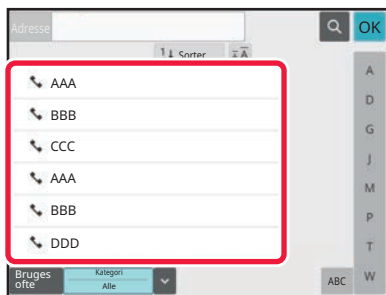 Adresse
OK
Sorter
AAA
BBB
CCC
AAA
BBB
DDD
A
D
G
J
M
P
T
W
Bruges
ofte
Kategori
Alle
ABC